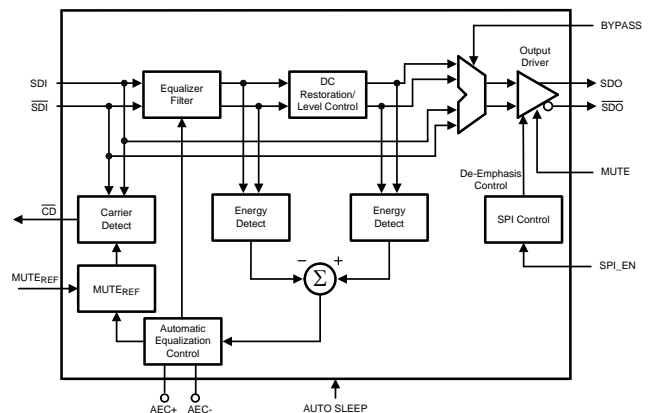 BYPASS
Output
Driver
SDI
SDI
Equalizer
Filter
DC
Restoration/
Level Control
SDO
SDO
De-Emphasis
Control
MUTE
CD
Carrier
Detect
Energy
Detect
Energy
Detect
SPI Control
− +
Σ
MUTEREF
MUTEREF
SPI_EN
Automatic
Equalization
Control
AEC+ AEC-
AUTO SLEEP